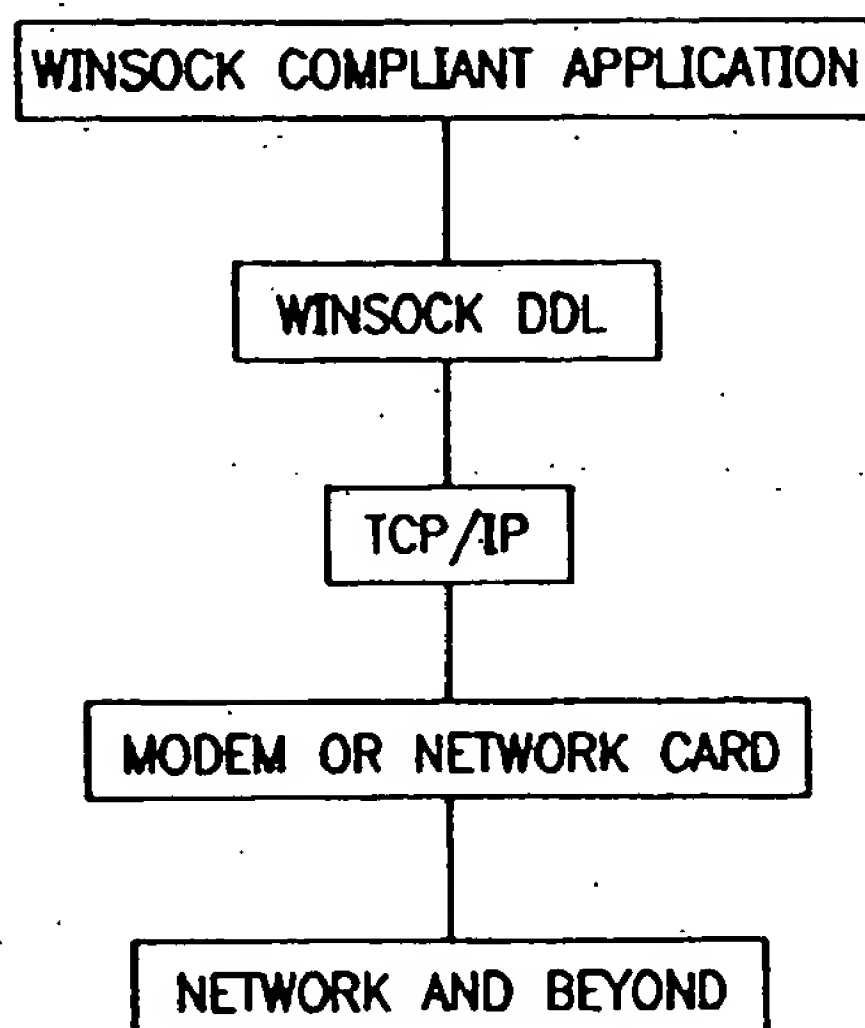 WINSOCK COMPLIANT APPLICATION
WINSOCK DDL
TCP/IP
MODEM OR NETWORK CARD
NETWORK AND BEYOND